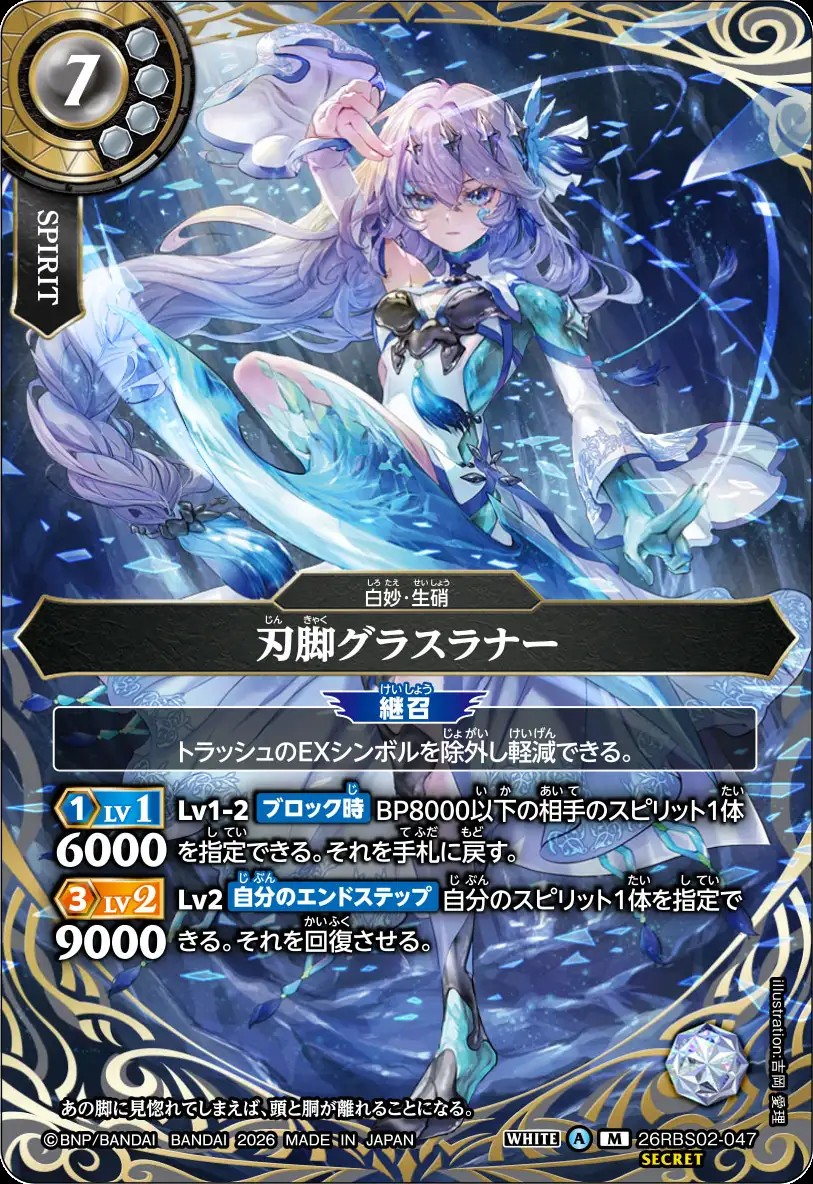 7
SPIRIT
しろたえ せいしょう
白妙・生硝
じん きゃく
刃脚グラスラナー
けいしょう
継召
じょがい けいげん
トラッシュのEXシンボルを除外し軽減できる。
1 LV1
6000
じ い か あいて たい
Lv1-2 ブロック時 BP8000以下の相手のスピリット1体
してい てふだ もど
を指定できる。それを手札に戻す。
3 LV2
9000
じぶん じぶん たい してい
Lv2 自分のエンドステップ 自分のスピリット1体を指定で
かいふく
きる。それを回復させる。
illustration:吉岡 愛理
あの脚に見惚れてしまえば、頭と胴が離れることになる。
©BNP/BANDAI BANDAI 2026 MADE IN JAPAN
WHITE A M 26RBS02-047
SECRET